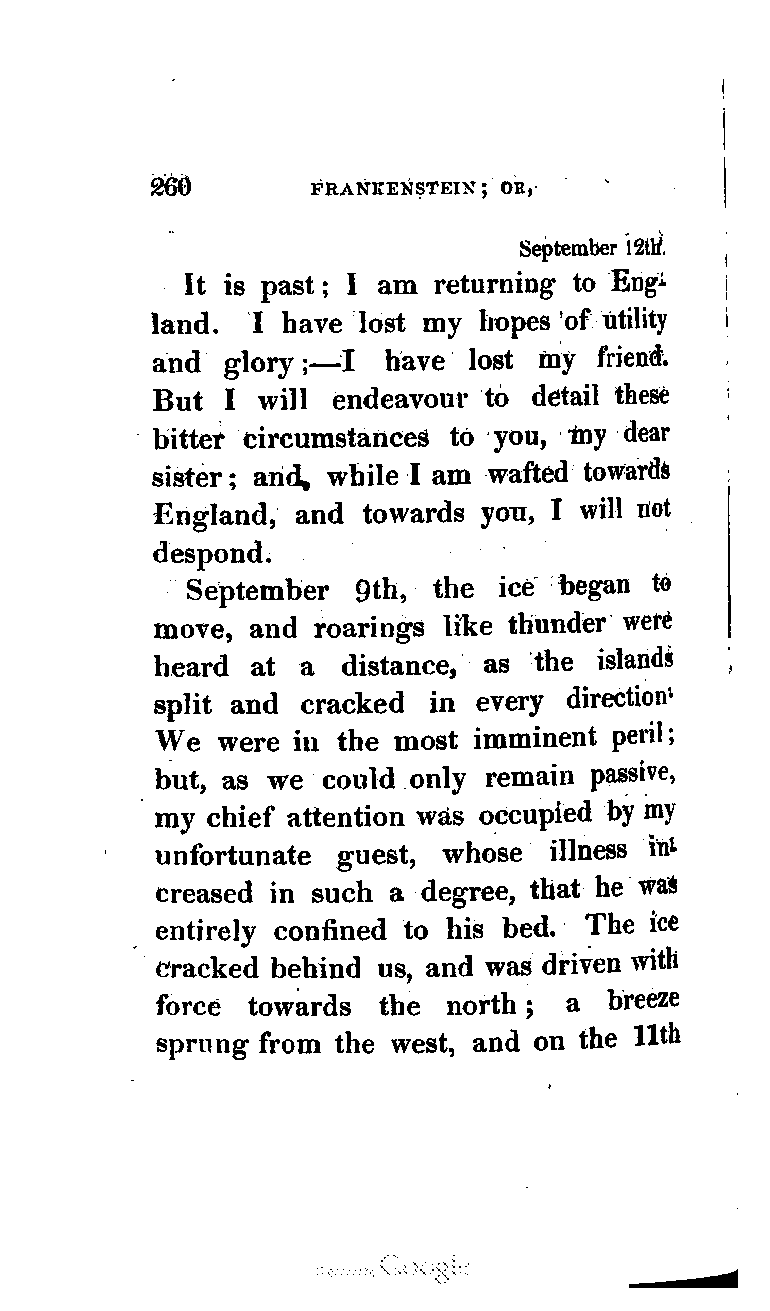 260 FRANKENSTEIN; OR,
September 12th.
It is past; I am returning to Eng-
land. I have lost my hopes of utility
and glory;—I have lost my friend.
But I will endeavour to detail these
bitter circumstances to you, my dear
sister; and, while I am wafted towards
England, and towards you, I will not
despond.
September 9th, the ice began to
move, and roarings like thunder were
heard at a distance, as the islands
split and cracked in every direction.
We were in the most imminent peril;
but, as we could only remain passive,
my chief attention was occupied by my
unfortunate guest, whose illness in-
creased in such a degree, that he was
entirely confined to his bed. The ice
cracked behind us, and was driven with
force towards the north; a breeze
sprung from the west, and on the 11th
Google